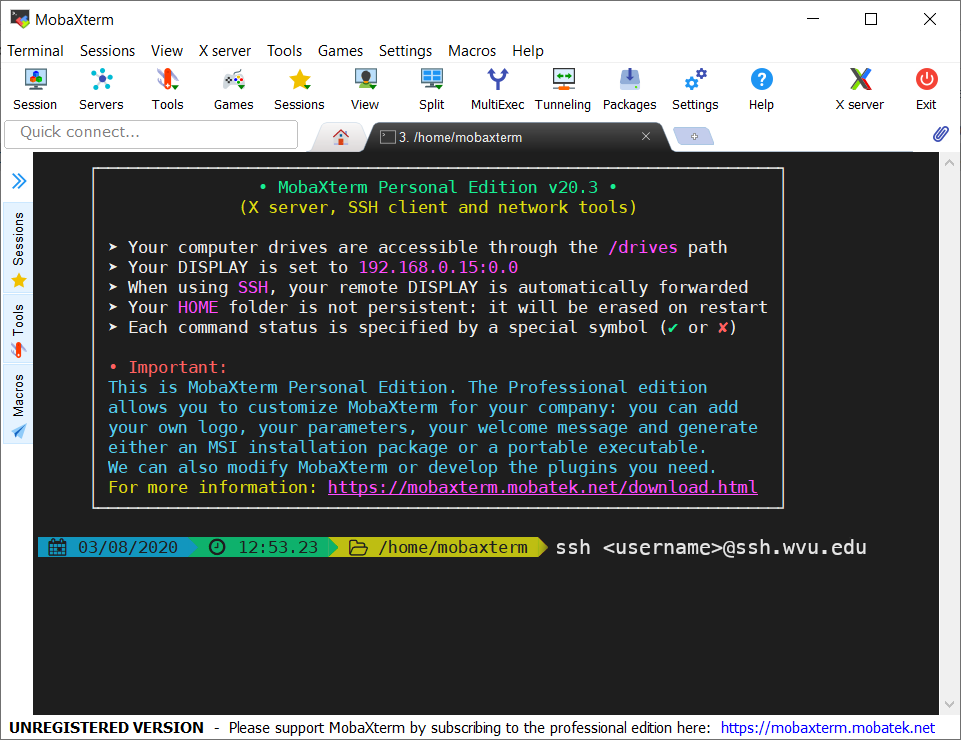 MobaXterm
Terminal Sessions View X server Tools Games Settings Macros Help
Session Servers Tools Games Sessions View Split MultiExec Tunneling Packages Settings Help X server Exit
Quick connect...
3. /home/mobaxterm
Sessions
Tools
Macros
• MobaXterm Personal Edition v20.3 •
(X server, SSH client and network tools)
➤ Your computer drives are accessible through the /drives path
➤ Your DISPLAY is set to 192.168.0.15:0.0
➤ When using SSH, your remote DISPLAY is automatically forwarded
➤ Your HOME folder is not persistent: it will be erased on restart
➤ Each command status is specified by a special symbol (✔ or ✘)
• Important:
This is MobaXterm Personal Edition. The Professional edition
allows you to customize MobaXterm for your company: you can add
your own logo, your parameters, your welcome message and generate
either an MSI installation package or a portable executable.
We can also modify MobaXterm or develop the plugins you need.
For more information: https://mobaxterm.mobatek.net/download.html
03/08/2020 12:53.23 /home/mobaxterm ssh <username>@ssh.wvu.edu
UNREGISTERED VERSION - Please support MobaXterm by subscribing to the professional edition here: https://mobaxterm.mobatek.net